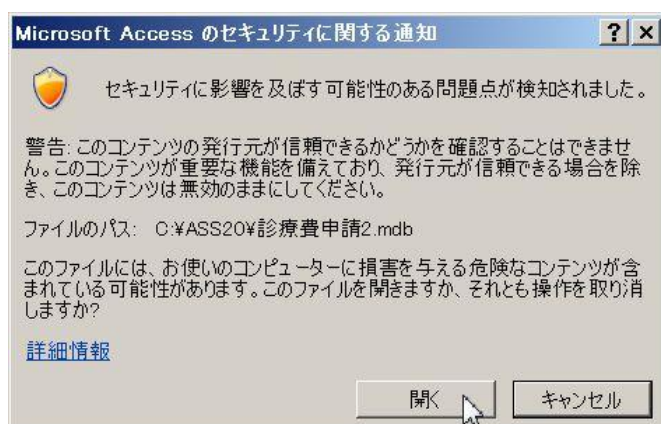 Microsoft Access のセキュリティに関する通知
セキュリティに影響を及ぼす可能性のある問題点が検知されました。
警告: このコンテンツの発行元が信頼できるかどうかを確認することはできませ
ん。このコンテンツが重要な機能を備えており、発行元が信頼できる場合を除
き、このコンテンツは無効のままにしてください。
ファイルのパス: C:¥ASS20¥診療費申請2.mdb
このファイルには、お使いのコンピューターに損害を与える危険なコンテンツが含
まれている可能性があります。このファイルを開きますか、それとも操作を取り消
しますか?
詳細情報
開く
キャンセル